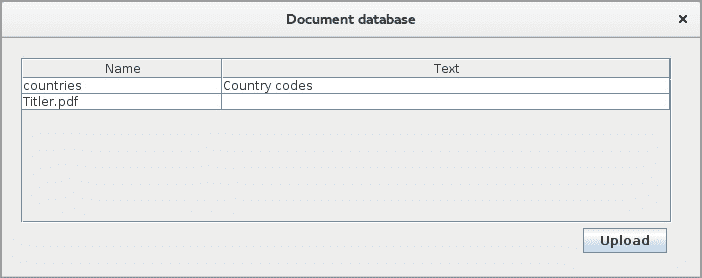 Document database
Name Text
countries Country codes
Titler.pdf
Upload